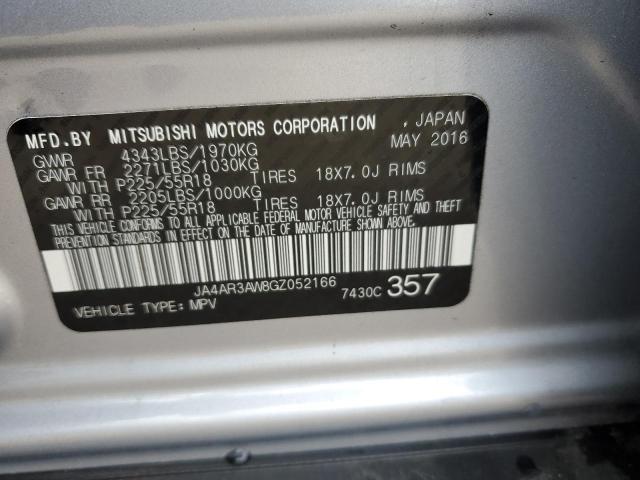 MFD.BY MITSUBISHI MOTORS CORPORATION , JAPAN
GVWR 4343LBS/1970KG MAY 2016
GAWR FR 2271LBS/1030KG
WITH P225/55R18 TIRES 18X7.0J RIMS
GAWR RR 2205LBS/1000KG
WITH P225/55R18 TIRES 18X7.0J RIMS
THIS VEHICLE CONFORMS TO ALL APPLICABLE FEDERAL MOTOR VEHICLE SAFETY AND THEFT
PREVENTION STANDARDS IN EFFECT ON THE DATE OF MANUFACTURE SHOWN ABOVE.
JA4AR3AW8GZ052166 7430C 357
VEHICLE TYPE: MPV